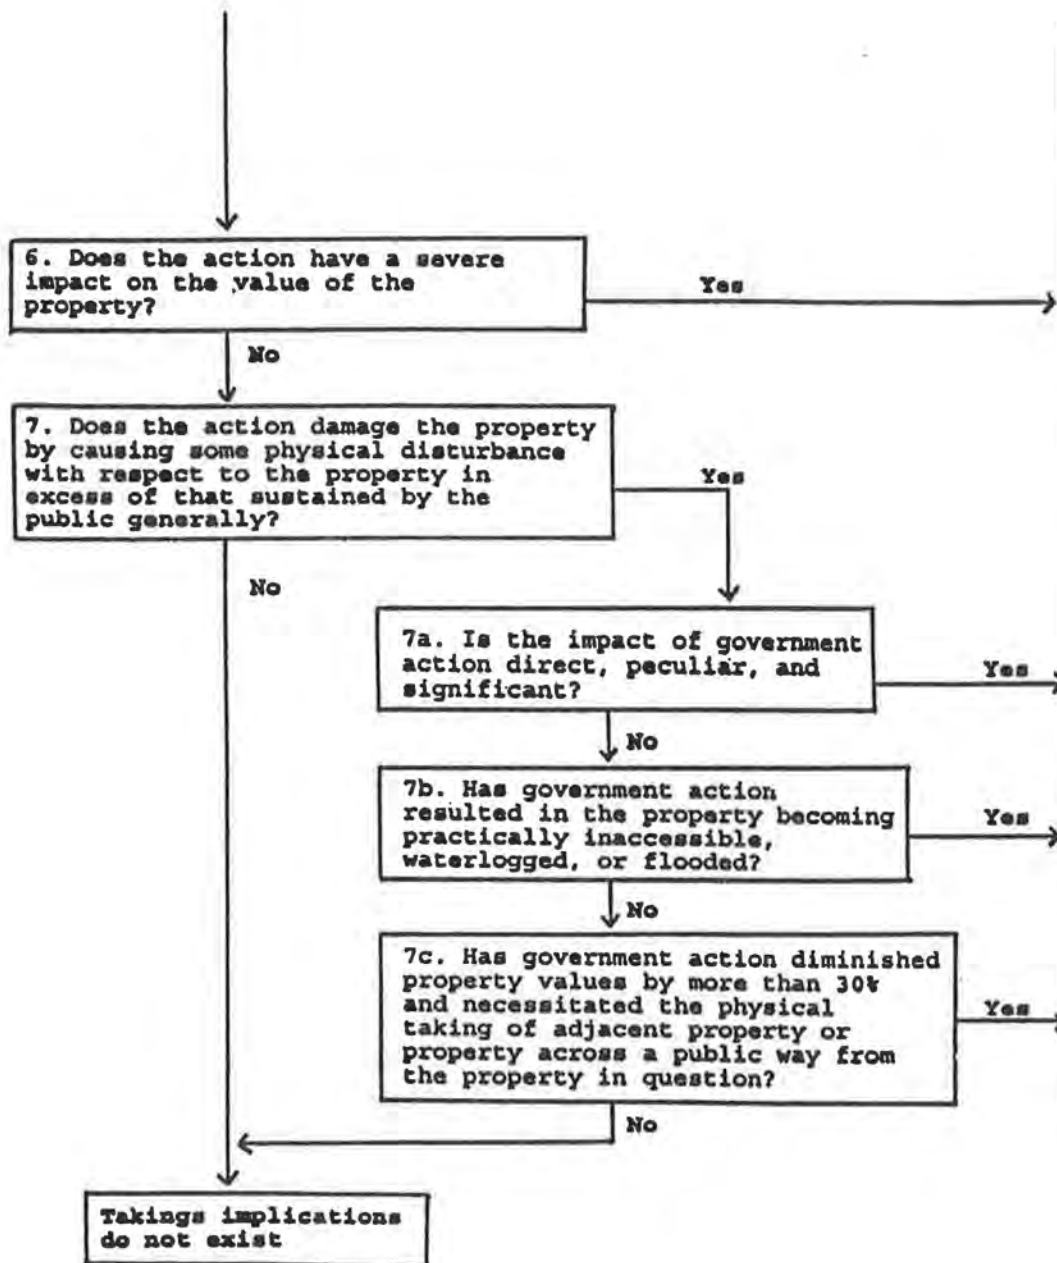 6. Does the action have a severe
impact on the value of the
property?
Yes
No
7. Does the action damage the property
by causing some physical disturbance
with respect to the property in
excess of that sustained by the
public generally?
Yes
No
7a. Is the impact of government
action direct, peculiar, and
significant?
Yes
No
7b. Has government action
resulted in the property becoming
practically inaccessible,
waterlogged, or flooded?
Yes
No
7c. Has government action diminished
property values by more than 30%
and necessitated the physical
taking of adjacent property or
property across a public way from
the property in question?
Yes
No
Takings implications
do not exist